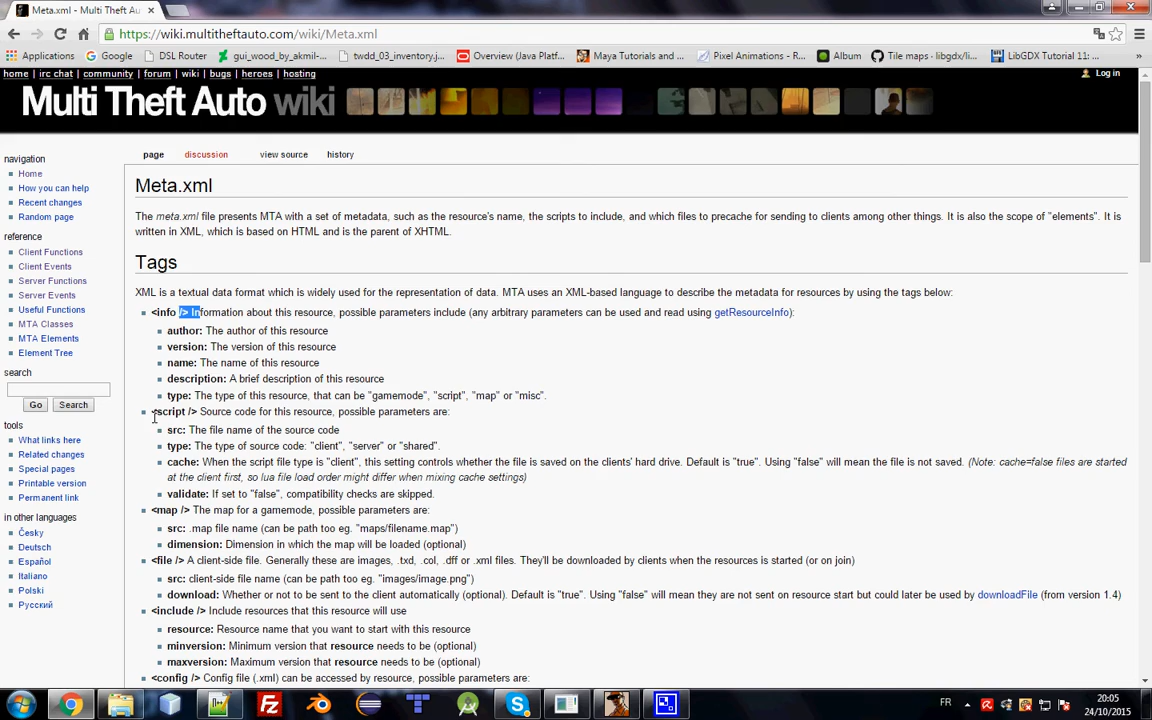 Meta.xml - Multi Theft Au
https://wiki.multitheftauto.com/wiki/Meta.xml
Applications Google DSL Router gui_wood_by_akmil-... twdd_03_inventory.j... Overview (Java Platf... Maya Tutorials and ... Pixel Animations - R... Album Tile maps · libgdx/li... LibGDX Tutorial 11: ... »
home | irc chat | community | forum | wiki | bugs | heroes | hosting
Log in
Multi Theft Auto wiki
page discussion view source history
navigation
Home
How you can help
Recent changes
Random page
reference
Client Functions
Client Events
Server Functions
Server Events
Useful Functions
MTA Classes
MTA Elements
Element Tree
search
Go Search
tools
What links here
Related changes
Special pages
Printable version
Permanent link
in other languages
Česky
Deutsch
Español
Italiano
Polski
Русский
Meta.xml
The meta.xml file presents MTA with a set of metadata, such as the resource's name, the scripts to include, and which files to precache for sending to clients among other things. It is also the scope of "elements". It is
written in XML, which is based on HTML and is the parent of XHTML.
Tags
XML is a textual data format which is widely used for the representation of data. MTA uses an XML-based language to describe the metadata for resources by using the tags below:
<info /> Information about this resource, possible parameters include (any arbitrary parameters can be used and read using getResourceInfo):
author: The author of this resource
version: The version of this resource
name: The name of this resource
description: A brief description of this resource
type: The type of this resource, that can be "gamemode", "script", "map" or "misc".
<script /> Source code for this resource, possible parameters are:
src: The file name of the source code
type: The type of source code: "client", "server" or "shared".
cache: When the script file type is "client", this setting controls whether the file is saved on the clients' hard drive. Default is "true". Using "false" will mean the file is not saved. (Note: cache=false files are started
at the client first, so lua file load order might differ when mixing cache settings)
validate: If set to "false", compatibility checks are skipped.
<map /> The map for a gamemode, possible parameters are:
src: .map file name (can be path too eg. "maps/filename.map")
dimension: Dimension in which the map will be loaded (optional)
<file /> A client-side file. Generally these are images, .txd, .col, .dff or .xml files. They'll be downloaded by clients when the resources is started (or on join)
src: client-side file name (can be path too eg. "images/image.png")
download: Whether or not to be sent to the client automatically (optional). Default is "true". Using "false" will mean they are not sent on resource start but could later be used by downloadFile (from version 1.4)
<include /> Include resources that this resource will use
resource: Resource name that you want to start with this resource
minversion: Minimum version that resource needs to be (optional)
maxversion: Maximum version that resource needs to be (optional)
<config /> Config file (.xml) can be accessed by resource, possible parameters are:
FR
20:05
24/10/2015